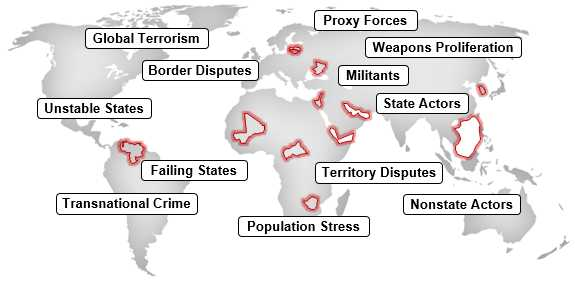 Proxy Forces
Global Terrorism
Weapons Proliferation
Border Disputes
Militants
Unstable States
State Actors
Failing States
Territory Disputes
Transnational Crime
Nonstate Actors
Population Stress